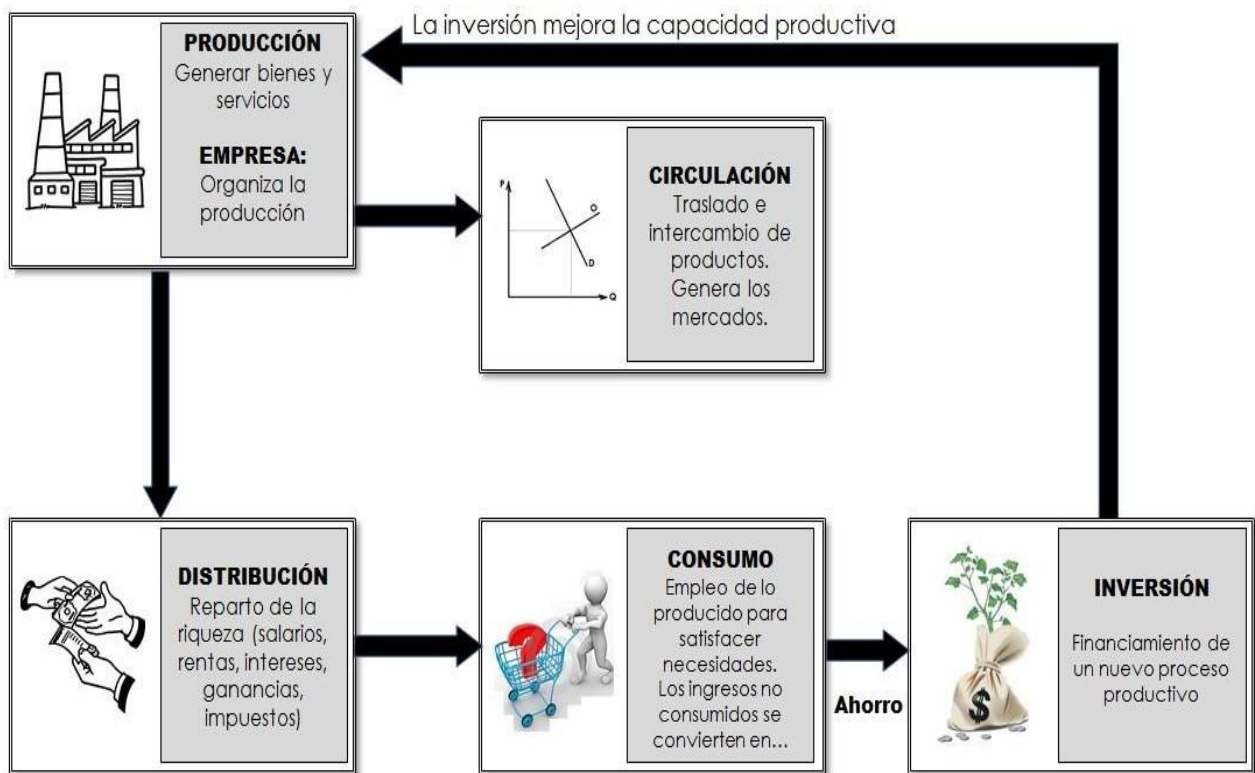 La inversión mejora la capacidad productiva
PRODUCCIÓN
Generar bienes y
servicios
EMPRESA:
Organiza la
producción
P
O
D
Q
CIRCULACIÓN
Traslado e
intercambio de
productos.
Genera los
mercados.
DISTRIBUCIÓN
Reparto de la
riqueza (salarios,
rentas, intereses,
ganancias,
impuestos)
?
CONSUMO
Empleo de lo
producido para
satisfacer
necesidades.
Los ingresos no
consumidos se
convierten en...
Ahorro
$
INVERSIÓN
Financiamiento de
un nuevo proceso
productivo